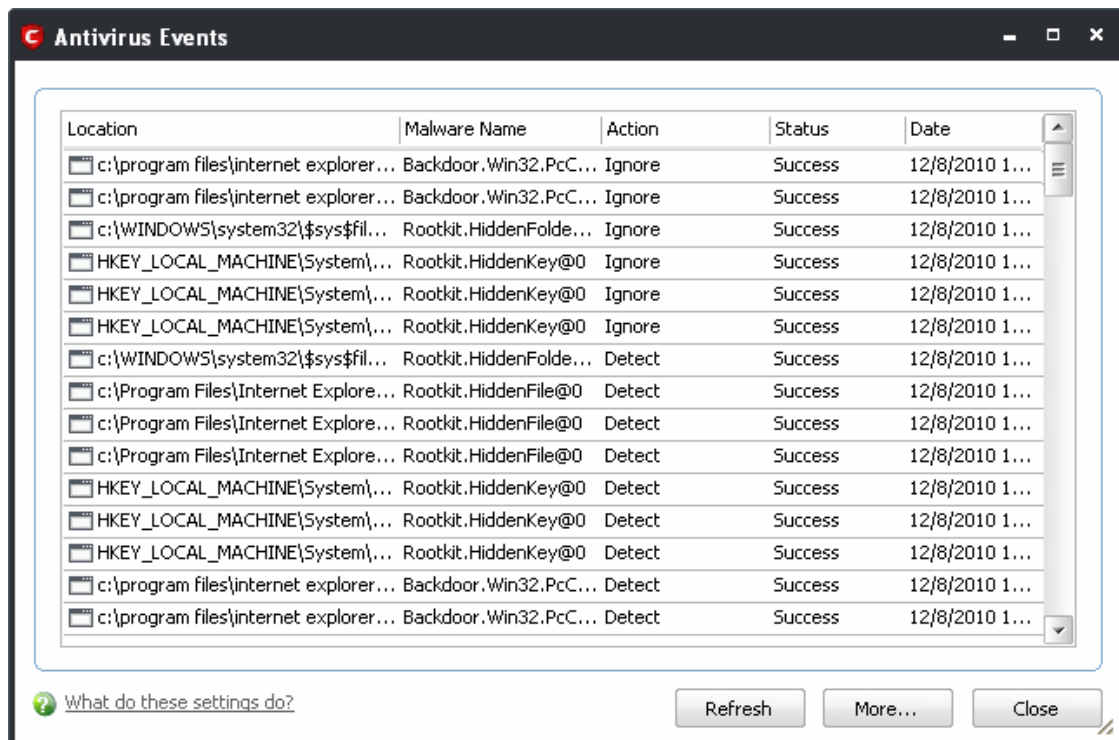 Antivirus Events
Location Malware Name Action Status Date
c:\program files\internet explorer... Backdoor.Win32.PcC... Ignore Success 12/8/2010 1...
c:\program files\internet explorer... Backdoor.Win32.PcC... Ignore Success 12/8/2010 1...
c:\WINDOWS\system32\$sys$fil... Rootkit.HiddenFolde... Ignore Success 12/8/2010 1...
HKEY_LOCAL_MACHINE\System\... Rootkit.HiddenKey@0 Ignore Success 12/8/2010 1...
HKEY_LOCAL_MACHINE\System\... Rootkit.HiddenKey@0 Ignore Success 12/8/2010 1...
HKEY_LOCAL_MACHINE\System\... Rootkit.HiddenKey@0 Ignore Success 12/8/2010 1...
c:\WINDOWS\system32\$sys$fil... Rootkit.HiddenFolde... Detect Success 12/8/2010 1...
c:\Program Files\Internet Explore... Rootkit.HiddenFile@0 Detect Success 12/8/2010 1...
c:\Program Files\Internet Explore... Rootkit.HiddenFile@0 Detect Success 12/8/2010 1...
c:\Program Files\Internet Explore... Rootkit.HiddenFile@0 Detect Success 12/8/2010 1...
HKEY_LOCAL_MACHINE\System\... Rootkit.HiddenKey@0 Detect Success 12/8/2010 1...
HKEY_LOCAL_MACHINE\System\... Rootkit.HiddenKey@0 Detect Success 12/8/2010 1...
HKEY_LOCAL_MACHINE\System\... Rootkit.HiddenKey@0 Detect Success 12/8/2010 1...
c:\program files\internet explorer... Backdoor.Win32.PcC... Detect Success 12/8/2010 1...
c:\program files\internet explorer... Backdoor.Win32.PcC... Detect Success 12/8/2010 1...
What do these settings do? Refresh More... Close